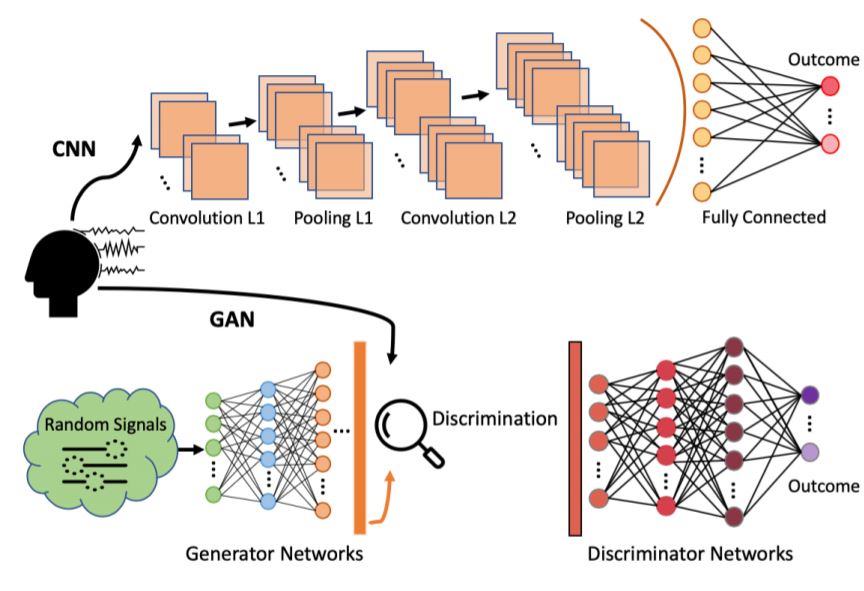 Outcome
CNN
Convolution L1
Pooling L1
Convolution L2
Pooling L2
Fully Connected
GAN
Random Signals
Discrimination
Outcome
Generator Networks
Discriminator Networks